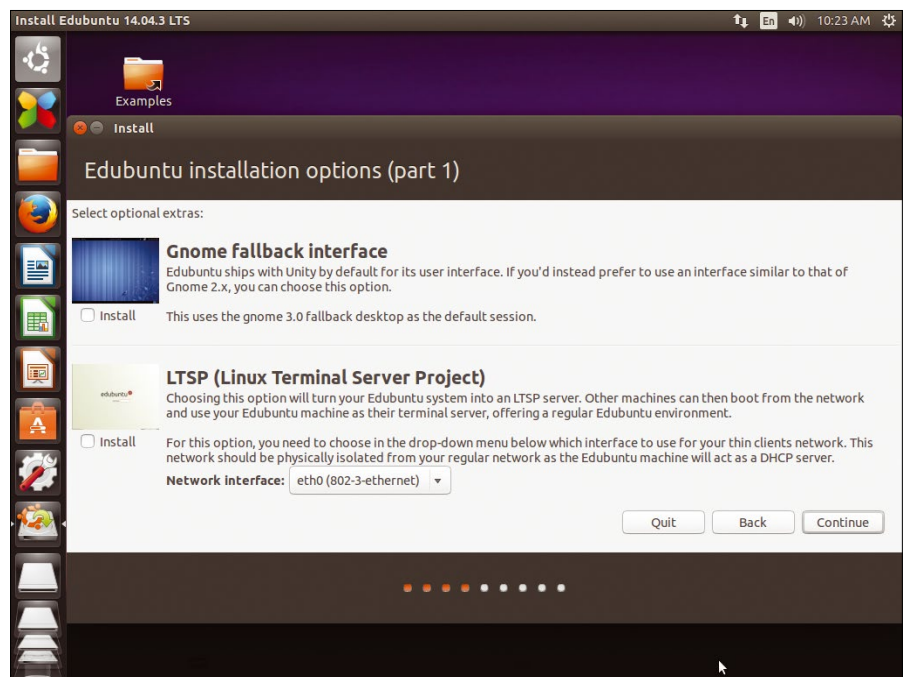 Install Edubuntu 14.04.3 LTS
En
10:23 AM
Examples
Install
Edubuntu installation options (part 1)
Select optional extras:
Gnome fallback interface
Edubuntu ships with Unity by default for its user interface. If you'd instead prefer to use an interface similar to that of
Gnome 2.x, you can choose this option.
Install
This uses the gnome 3.0 fallback desktop as the default session.
edubuntu
LTSP (Linux Terminal Server Project)
Choosing this option will turn your Edubuntu system into an LTSP server. Other machines can then boot from the network
and use your Edubuntu machine as their terminal server, offering a regular Edubuntu environment.
Install
For this option, you need to choose in the drop-down menu below which interface to use for your thin clients network. This
network should be physically isolated from your regular network as the Edubuntu machine will act as a DHCP server.
Network interface: eth0 (802-3-ethernet)
Quit
Back
Continue